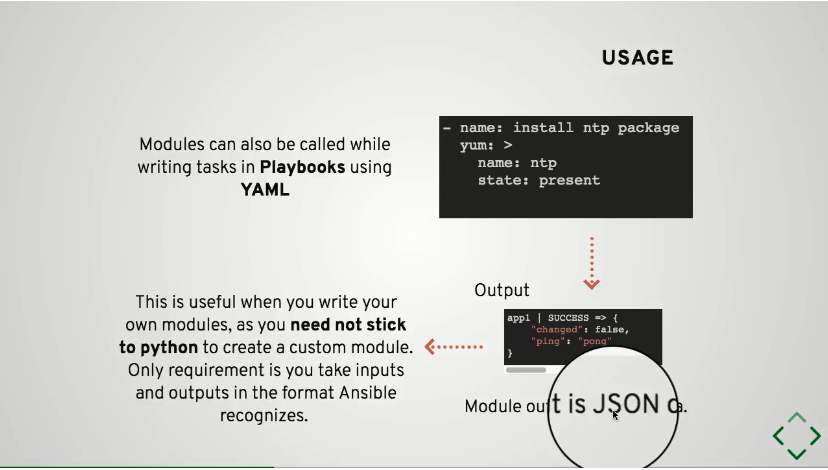 USAGE
Modules can also be called while
writing tasks in Playbooks using
YAML
- name: install ntp package
  yum: >
    name: ntp
    state: present
Output
app1 | SUCCESS => {
    "changed": false,
    "ping": "pong"
}
This is useful when you write your
own modules, as you need not stick
to python to create a custom module.
Only requirement is you take inputs
and outputs in the format Ansible
recognizes.
Module out is JSON